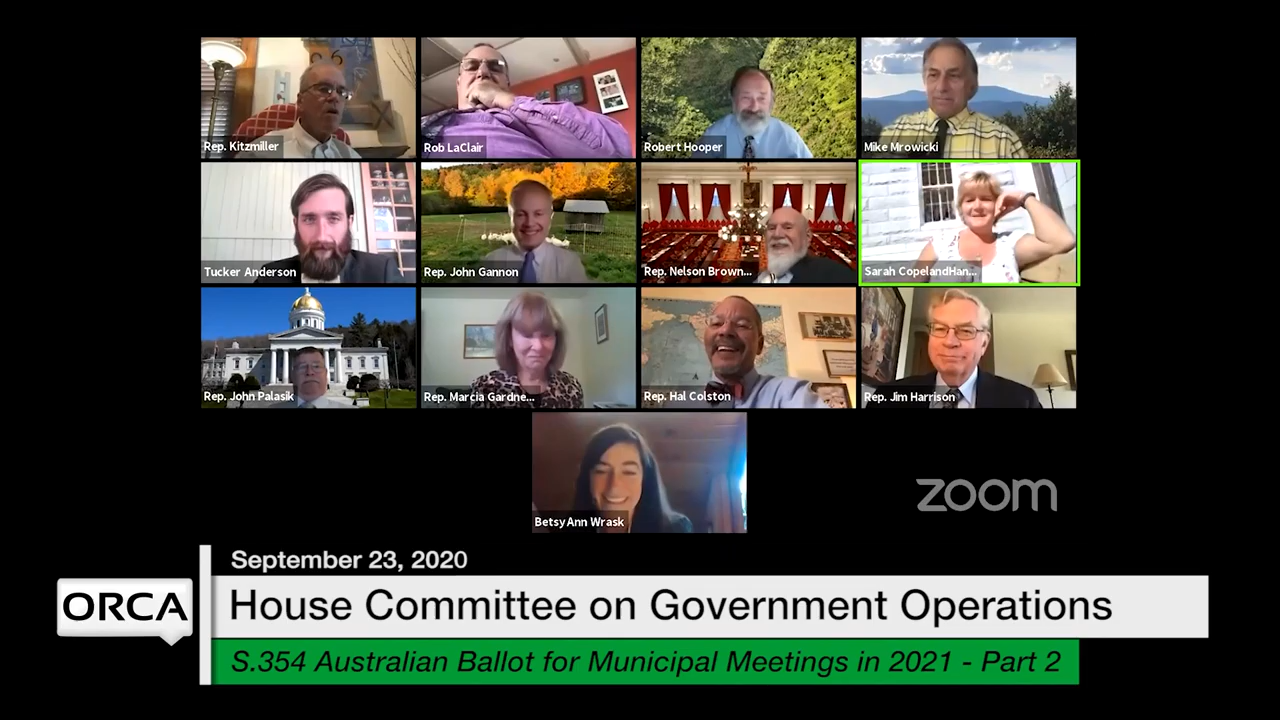 Rep. Kitzmiller
Rob LaClair
Robert Hooper
Mike Mrowicki
Tucker Anderson
Rep. John Gannon
Rep. Nelson Brown...
Sarah CopelandHan...
Rep. John Palasik
Rep. Marcia Gardne...
Rep. Hal Colston
Rep. Jim Harrison
BetsyAnn Wrask
zoom
September 23, 2020
ORCA
House Committee on Government Operations
S.354 Australian Ballot for Municipal Meetings in 2021 - Part 2